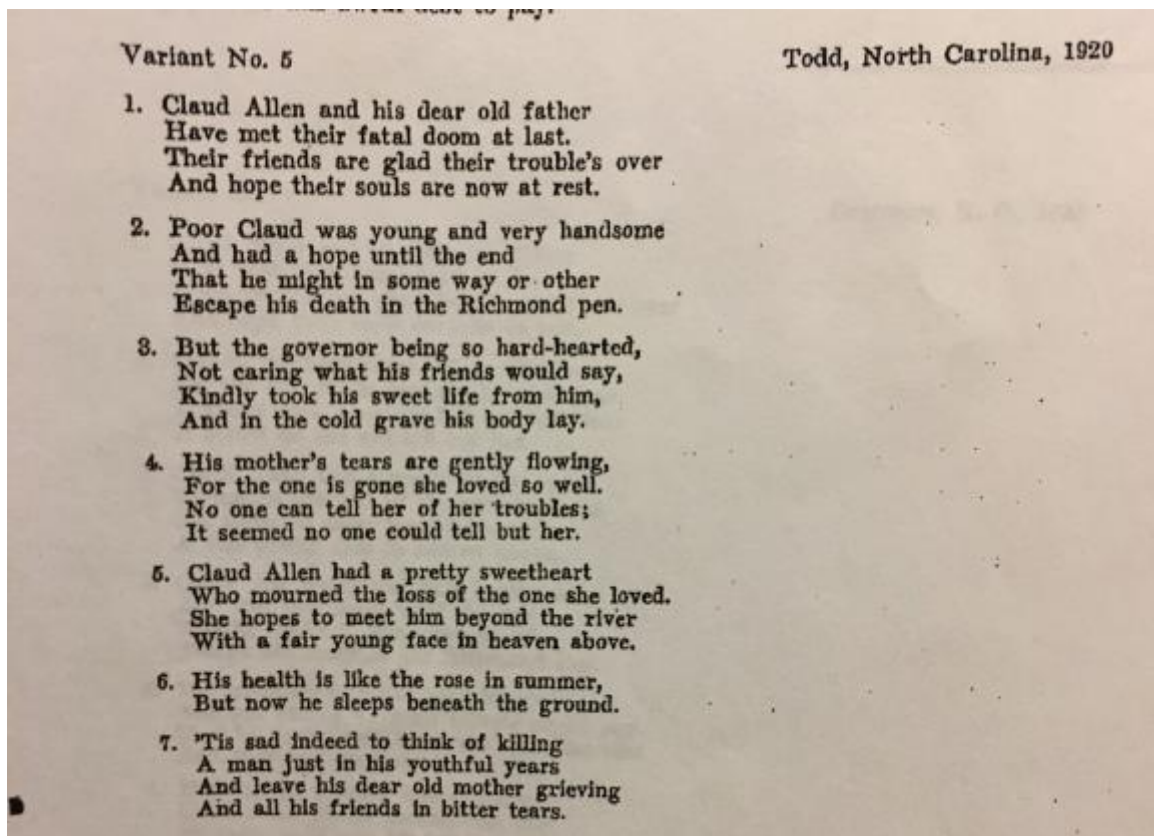 debt to pay.
Variant No. 5
Todd, North Carolina, 1920
1. Claud Allen and his dear old father
Have met their fatal doom at last.
Their friends are glad their trouble's over
And hope their souls are now at rest.
2. Poor Claud was young and very handsome
And had a hope until the end
That he might in some way or other
Escape his death in the Richmond pen.
3. But the governor being so hard-hearted,
Not caring what his friends would say,
Kindly took his sweet life from him,
And in the cold grave his body lay.
4. His mother's tears are gently flowing,
For the one is gone she loved so well.
No one can tell her of her troubles;
It seemed no one could tell but her.
5. Claud Allen had a pretty sweetheart
Who mourned the loss of the one she loved.
She hopes to meet him beyond the river
With a fair young face in heaven above.
6. His health is like the rose in summer,
But now he sleeps beneath the ground.
7. 'Tis sad indeed to think of killing
A man just in his youthful years
And leave his dear old mother grieving
And all his friends in bitter tears.